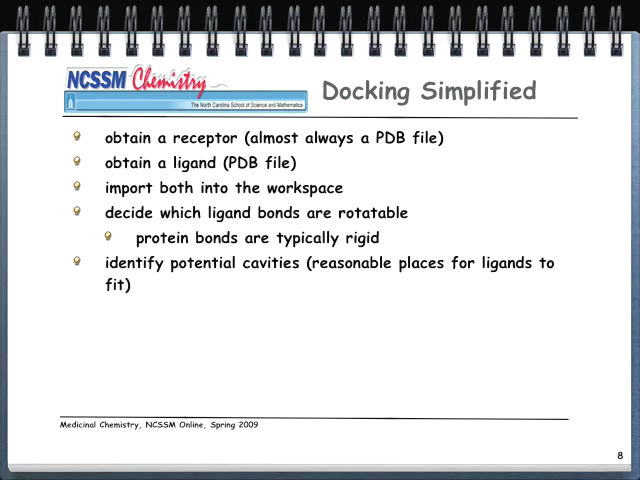 NCSSM Chemistry
The North Carolina School of Science and Mathematics
Docking Simplified
obtain a receptor (almost always a PDB file)
obtain a ligand (PDB file)
import both into the workspace
decide which ligand bonds are rotatable
protein bonds are typically rigid
identify potential cavities (reasonable places for ligands to
fit)
Medicinal Chemistry, NCSSM Online, Spring 2009
8